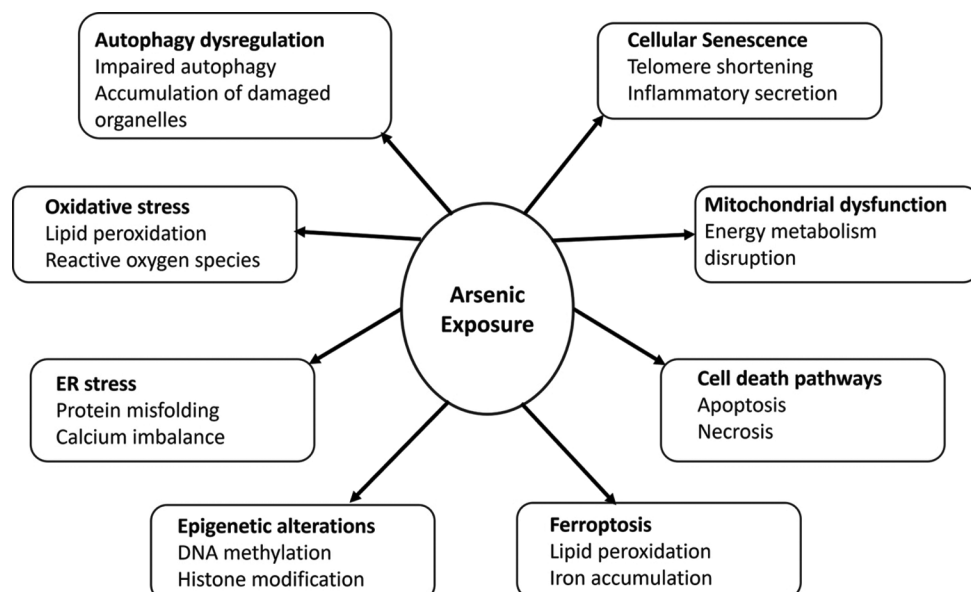 Autophagy dysregulation
Impaired autophagy
Accumulation of damaged
organelles
Cellular Senescence
Telomere shortening
Inflammatory secretion
Oxidative stress
Lipid peroxidation
Reactive oxygen species
Mitochondrial dysfunction
Energy metabolism
disruption
Arsenic
Exposure
ER stress
Protein misfolding
Calcium imbalance
Cell death pathways
Apoptosis
Necrosis
Epigenetic alterations
DNA methylation
Histone modification
Ferroptosis
Lipid peroxidation
Iron accumulation